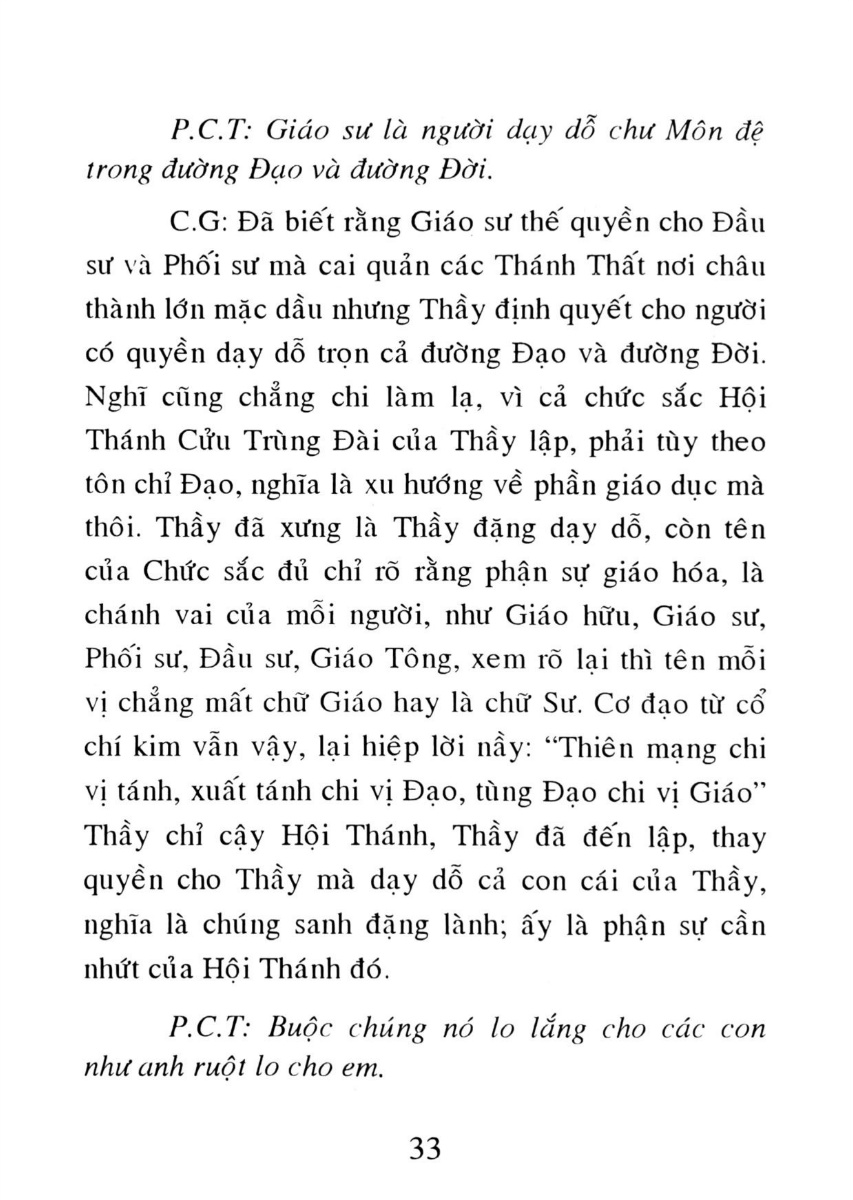 P.C.T: Giáo sư là người dạy dỗ chư Môn đệ
trong đường Đạo và đường Đời.
C.G: Đã biết rằng Giáo sư thế quyền cho Đầu
sư và Phối sư mà cai quản các Thánh Thất nơi châu
thành lớn mặc dầu nhưng Thầy định quyết cho người
có quyền dạy dỗ trọn cả đường Đạo và đường Đời.
Nghĩ cũng chẳng chi làm lạ, vì cả chức sắc Hội
Thánh Cửu Trùng Đài của Thầy lập, phải tùy theo
tôn chỉ Đạo, nghĩa là xu hướng về phần giáo dục mà
thôi. Thầy đã xưng là Thầy đặng dạy dỗ, còn tên
của Chức sắc đủ chỉ rõ rằng phận sự giáo hóa, là
chánh vai của mỗi người, như Giáo hữu, Giáo sư,
Phối sư, Đầu sư, Giáo Tông, xem rõ lại thì tên mỗi
vị chẳng mất chữ Giáo hay là chữ Sư. Cơ đạo từ cổ
chí kim vẫn vậy, lại hiệp lời nầy: “Thiên mạng chi
vị tánh, xuất tánh chi vị Đạo, tùng Đạo chi vị Giáo”
Thầy chỉ cậy Hội Thánh, Thầy đã đến lập, thay
quyền cho Thầy mà dạy dỗ cả con cái của Thầy,
nghĩa là chúng sanh đặng lành; ấy là phận sự cần
nhứt của Hội Thánh đó.
P.C.T: Buộc chúng nó lo lắng cho các con
như anh ruột lo cho em.
33